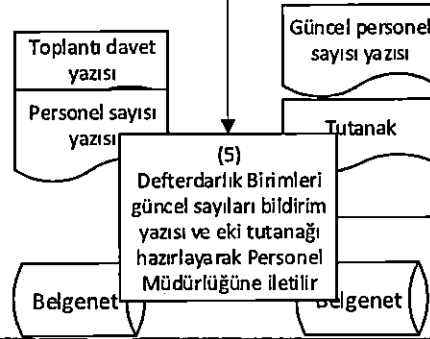 Toplantı davet
yazısı
Personel sayısı
yazısı
Güncel personel
sayısı yazısı
Tutanak
(5)
Defterdarlık Birimleri
güncel sayıları bildirim
yazısı ve eki tutanağı
hazırlayarak Personel
Müdürlüğüne iletilir
Belgenet
Belgenet